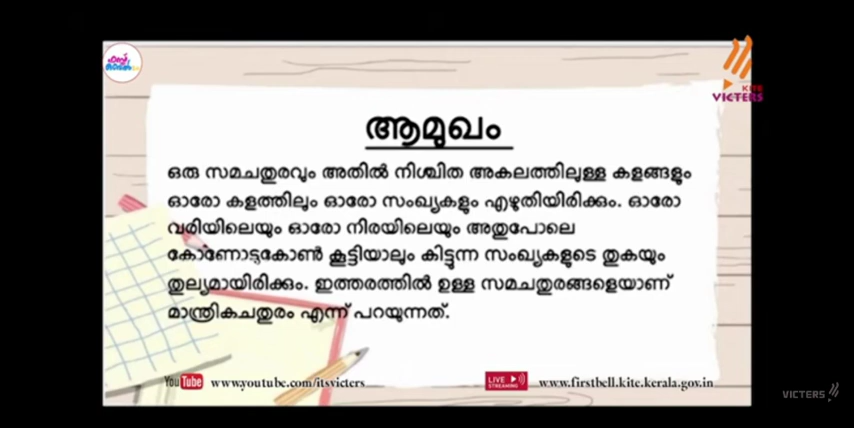 KITE
VICTERS
ആമുഖം
ഒരു സമചതുരവും അതിൽ നിശ്ചിത അകലത്തിലുള്ള കളങ്ങളും
ഓരോ കളത്തിലും ഓരോ സംഖ്യകളും എഴുതിയിരിക്കും. ഓരോ
വരിയിലെയും ഓരോ നിരയിലെയും അതുപോലെ
കോണോടുകോൺ കൂട്ടിയാലും കിട്ടുന്ന സംഖ്യകളുടെ തുകയും
തുല്യമായിരിക്കും. ഇത്തരത്തിൽ ഉള്ള സമചതുരങ്ങളെയാണ്
മാന്ത്രികചതുരം എന്ന് പറയുന്നത്.
YouTube www.youtube.com/itsvicters
LIVE STREAMING www.firstbell.kite.kerala.gov.in
VICTERS